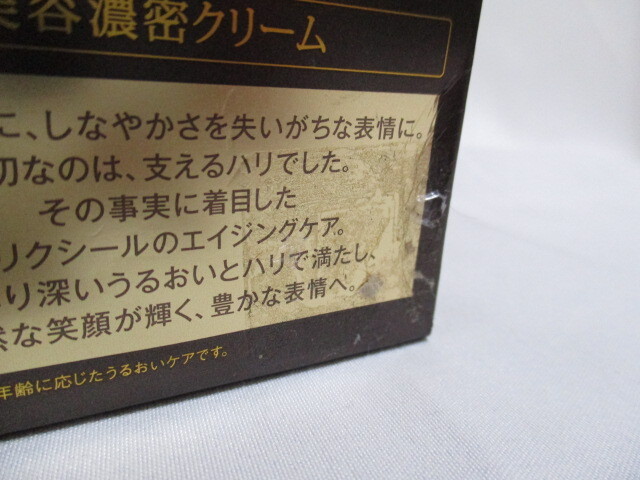 容濃密クリーム
に、しなやかさを失いがちな表情に。
切なのは、支えるハリでした。
その事実に着目した
リクシールのエイジングケア。
り深いうるおいとハリで満たし、
な笑顔が輝く、豊かな表情へ。
年齢に応じたうるおいケアです。